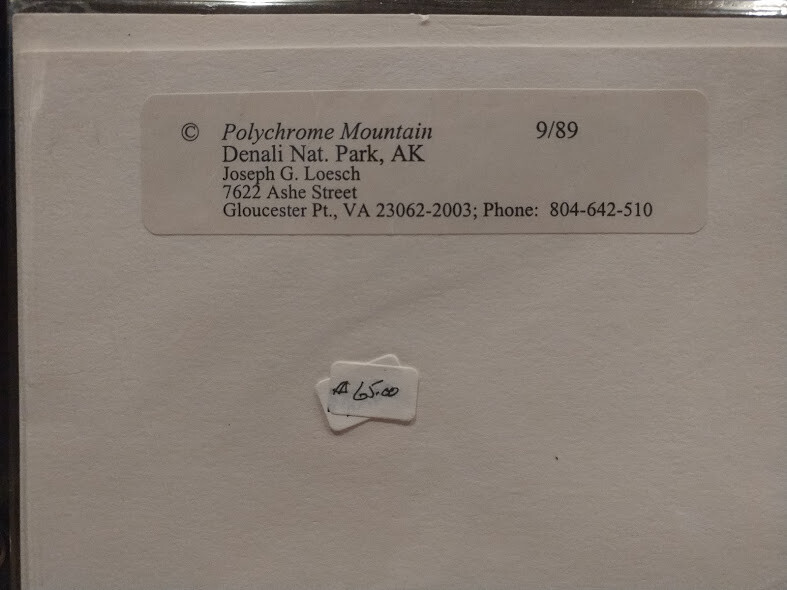 © Polychrome Mountain 9/89
Denali Nat. Park, AK
Joseph G. Loesch
7622 Ashe Street
Gloucester Pt., VA 23062-2003; Phone: 804-642-510
$65.00